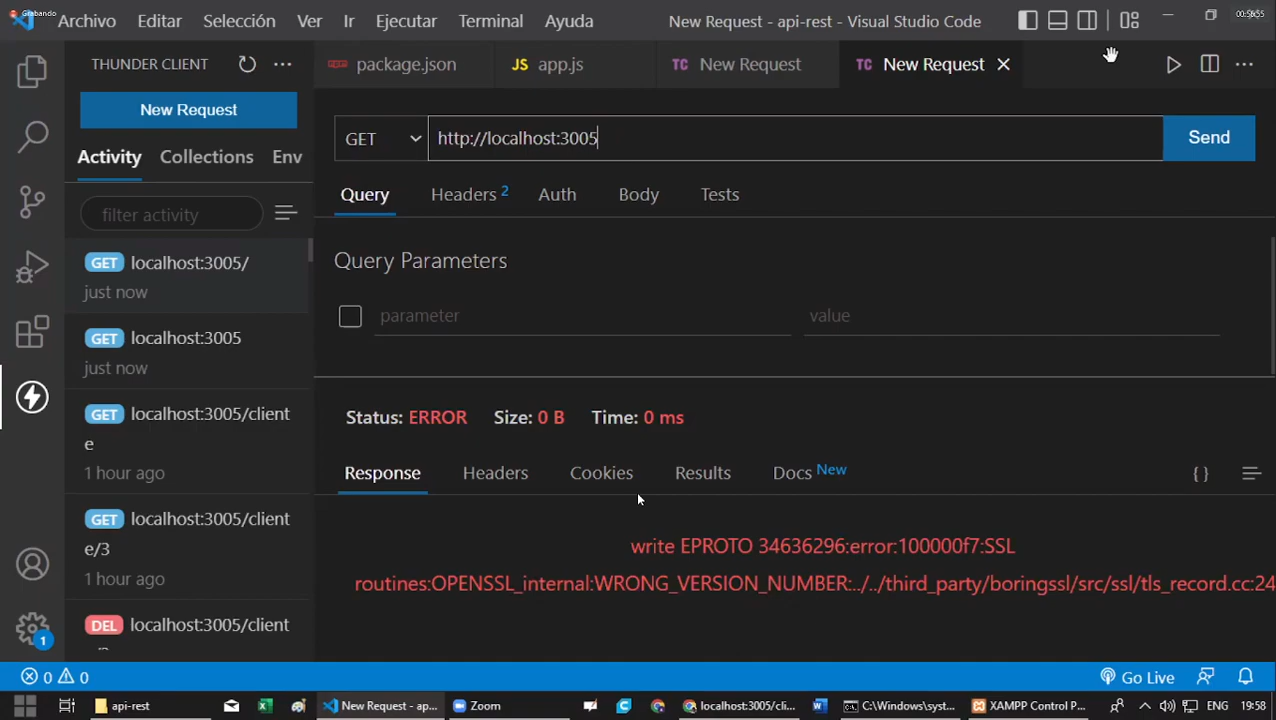 Grabando
Archivo Editar Selección Ver Ir Ejecutar Terminal Ayuda
New Request - api-rest - Visual Studio Code
THUNDER CLIENT
package.json
JS app.js
TC New Request
TC New Request
New Request
GET
http://localhost:3005
Send
Activity Collections Env
Query Headers 2 Auth Body Tests
filter activity
GET localhost:3005/
just now
GET localhost:3005
just now
GET localhost:3005/client
e
1 hour ago
GET localhost:3005/client
e/3
1 hour ago
DEL localhost:3005/client
Query Parameters
parameter value
Status: ERROR Size: 0 B Time: 0 ms
Response Headers Cookies Results Docs New
{ }
write EPROTO 34636296:error:100000f7:SSL
routines:OPENSSL_internal:WRONG_VERSION_NUMBER:../../third_party/boringssl/src/ssl/tls_record.cc:24
1
0 0
Go Live
api-rest
New Request - ap...
Zoom
localhost:3005/cli...
C:\Windows\syst...
XAMPP Control P...
ENG 19:58